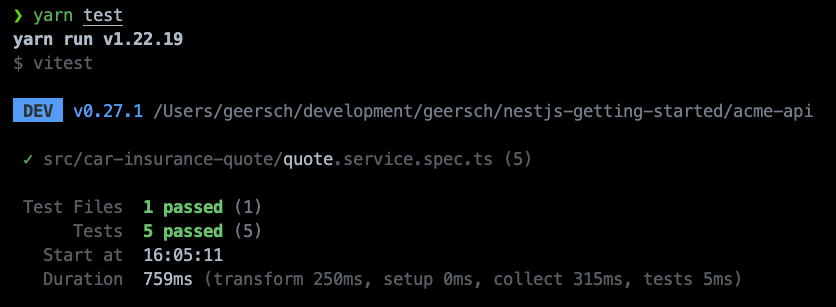 ❯ yarn test
yarn run v1.22.19
$ vitest
DEV v0.27.1 /Users/geersch/development/geersch/nestjs-getting-started/acme-api
✓ src/car-insurance-quote/quote.service.spec.ts (5)
Test Files 1 passed (1)
Tests 5 passed (5)
Start at 16:05:11
Duration 759ms (transform 250ms, setup 0ms, collect 315ms, tests 5ms)